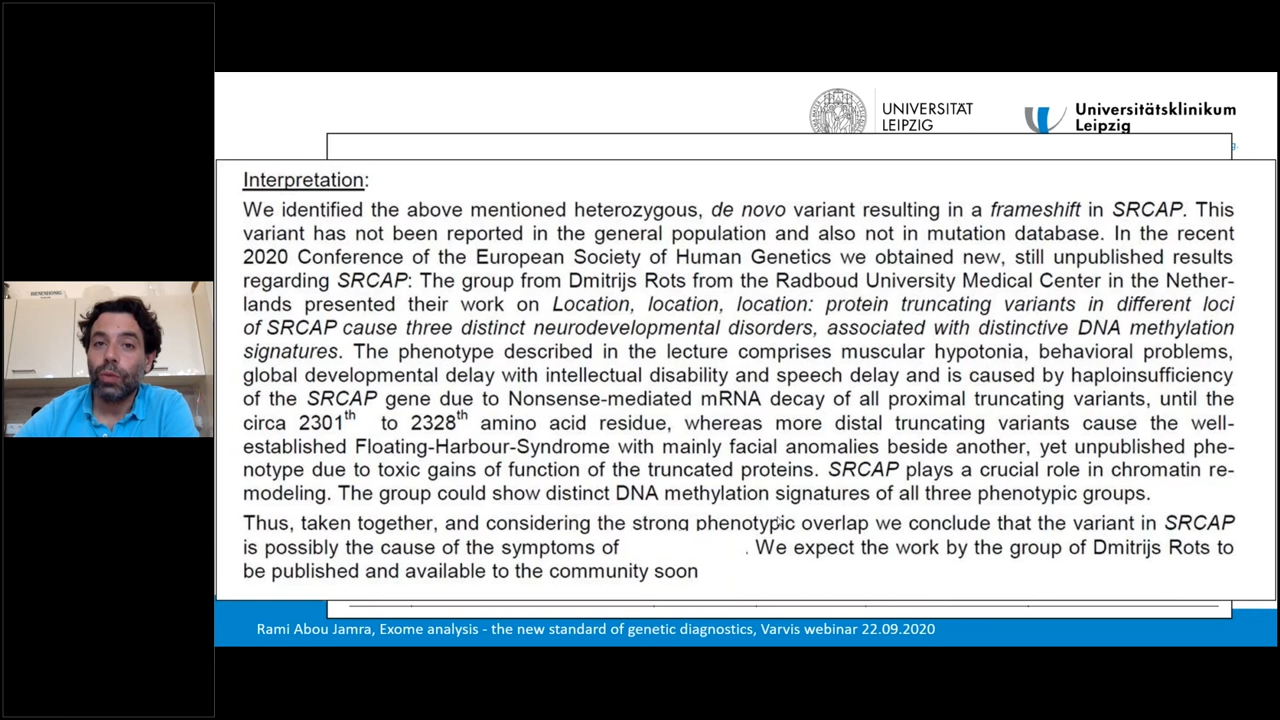 UNIVERSITÄT
LEIPZIG
Universitätsklinikum
Leipzig
Interpretation:
We identified the above mentioned heterozygous, de novo variant resulting in a frameshift in SRCAP. This
variant has not been reported in the general population and also not in mutation database. In the recent
2020 Conference of the European Society of Human Genetics we obtained new, still unpublished results
regarding SRCAP: The group from Dmitrijs Rots from the Radboud University Medical Center in the Nether-
lands presented their work on Location, location, location: protein truncating variants in different loci
of SRCAP cause three distinct neurodevelopmental disorders, associated with distinctive DNA methylation
signatures. The phenotype described in the lecture comprises muscular hypotonia, behavioral problems,
global developmental delay with intellectual disability and speech delay and is caused by haploinsufficiency
of the SRCAP gene due to Nonsense-mediated mRNA decay of all proximal truncating variants, until the
circa 2301th to 2328th amino acid residue, whereas more distal truncating variants cause the well-
established Floating-Harbour-Syndrome with mainly facial anomalies beside another, yet unpublished phe-
notype due to toxic gains of function of the truncated proteins. SRCAP plays a crucial role in chromatin re-
modeling. The group could show distinct DNA methylation signatures of all three phenotypic groups.
Thus, taken together, and considering the strong phenotypic overlap we conclude that the variant in SRCAP
is possibly the cause of the symptoms of . We expect the work by the group of Dmitrijs Rots to
be published and available to the community soon
Rami Abou Jamra, Exome analysis - the new standard of genetic diagnostics, Varvis webinar 22.09.2020